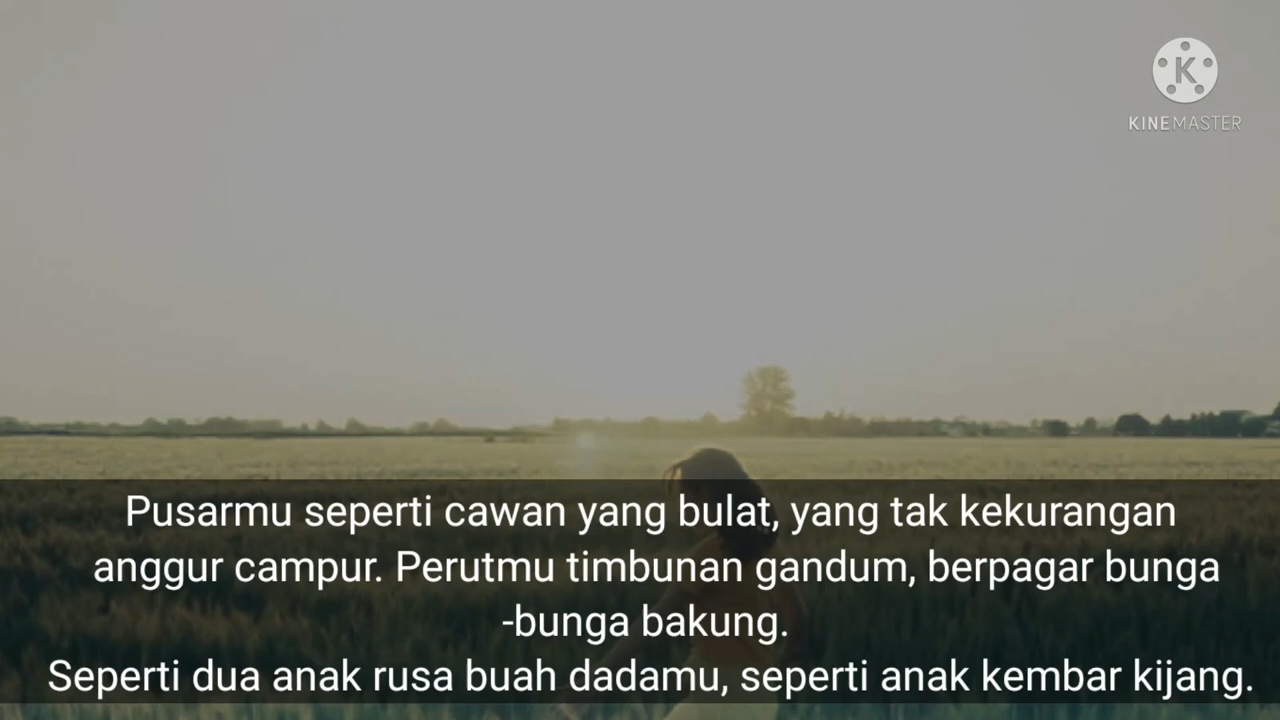 KINEMASTER
Pusarmu seperti cawan yang bulat, yang tak kekurangan
anggur campur. Perutmu timbunan gandum, berpagar bunga
-bunga bakung.
Seperti dua anak rusa buah dadamu, seperti anak kembar kijang.